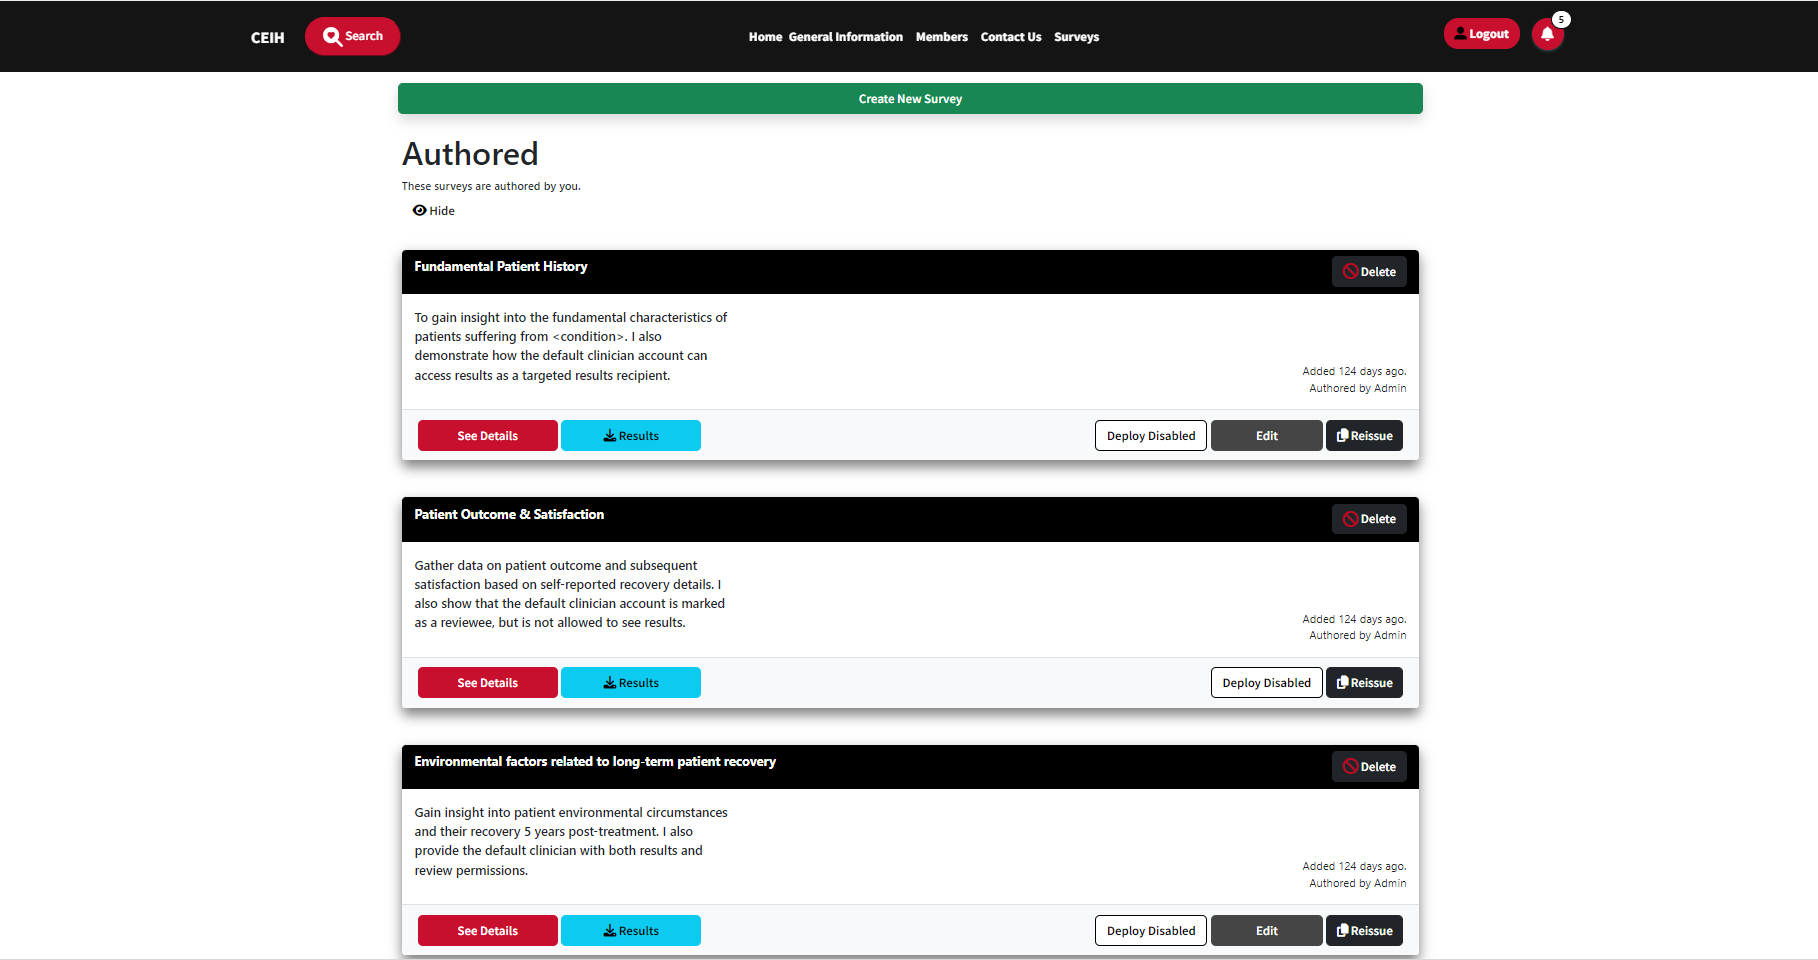 CEIH
Search
Home General Information Members Contact Us Surveys
Logout
5
Create New Survey
Authored
These surveys are authored by you.
Hide
Fundamental Patient History
Delete
To gain insight into the fundamental characteristics of
patients suffering from <condition>. I also
demonstrate how the default clinician account can
access results as a targeted results recipient.
Added 124 days ago.
Authored by Admin
See Details
Results
Deploy Disabled
Edit
Reissue
Patient Outcome & Satisfaction
Delete
Gather data on patient outcome and subsequent
satisfaction based on self-reported recovery details. I
also show that the default clinician account is marked
as a reviewee, but is not allowed to see results.
Added 124 days ago.
Authored by Admin
See Details
Results
Deploy Disabled
Reissue
Environmental factors related to long-term patient recovery
Delete
Gain insight into patient environmental circumstances
and their recovery 5 years post-treatment. I also
provide the default clinician with both results and
review permissions.
Added 124 days ago.
Authored by Admin
See Details
Results
Deploy Disabled
Edit
Reissue